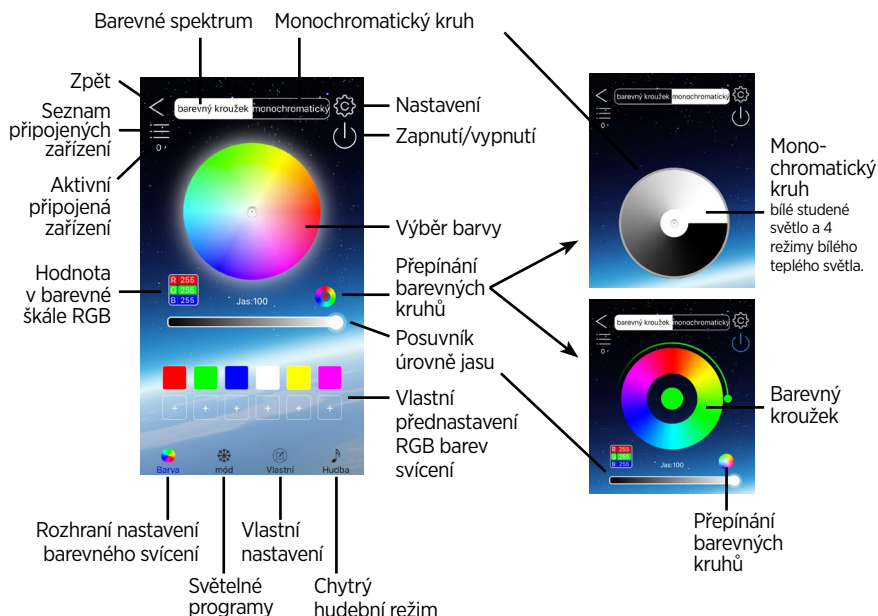 Barevné spektrum
Monochromatický kruh
Zpět
Seznam
připojených
zařízení
Aktivní
připojená
zařízení
Hodnota
v barevné
škále RGB
barevný kroužek monochromatický
0
R 255
G 255
B 255
Jas:100
+ + + + + +
Barva mód Vlastní Hudba
Nastavení
Zapnutí/vypnutí
Výběr barvy
Přepínání
barevných
kruhů
Posuvník
úrovně jasu
Vlastní
přednastavení
RGB barev
svícení
Rozhraní nastavení
barevného svícení
Světelné
programy
Vlastní
nastavení
Chytrý
hudební režim
barevný kroužek monochromatický
0
Mono-
chromatický
kruh
bílé studené
světlo a 4
režimy bílého
teplého světla.
barevný kroužek monochromatický
0
R 255
G 255
B 255
Jas:100
Barevný
kroužek
Přepínání
barevných
kruhů